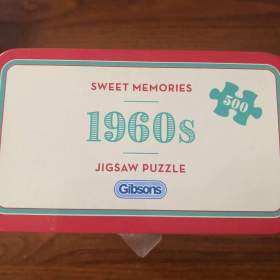 SWEET MEMORIES
500
1960s
JIGSAW PUZZLE
Gibsons